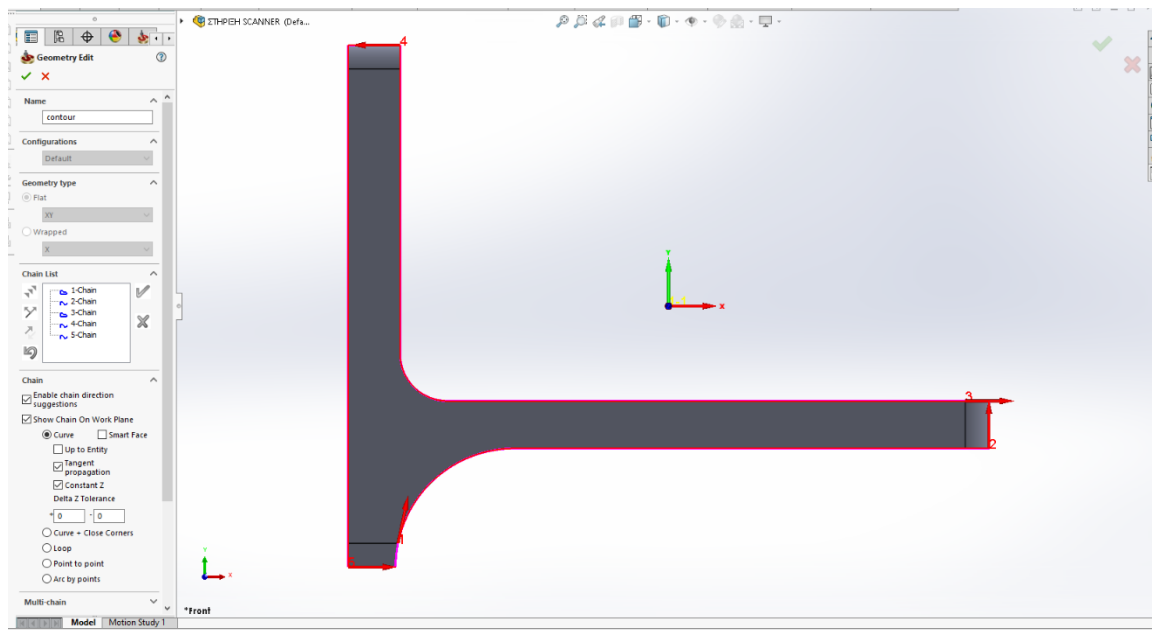 ΣΤΗΡΙΞΗ SCANNER (Defa...
Geometry Edit
Name
contour
Configurations
Default
Geometry type
Flat
XY
Wrapped
X
Chain List
1-Chain
2-Chain
3-Chain
4-Chain
5-Chain
Chain
Enable chain direction
suggestions
Show Chain On Work Plane
Curve Smart Face
Up to Entity
Tangent
propagation
Constant Z
Delta Z Tolerance
+ 0 - 0
Curve + Close Corners
Loop
Point to point
Arc by points
Multi-chain
4
Y
X
3
2
1
Y
X
*Front
Model Motion Study 1